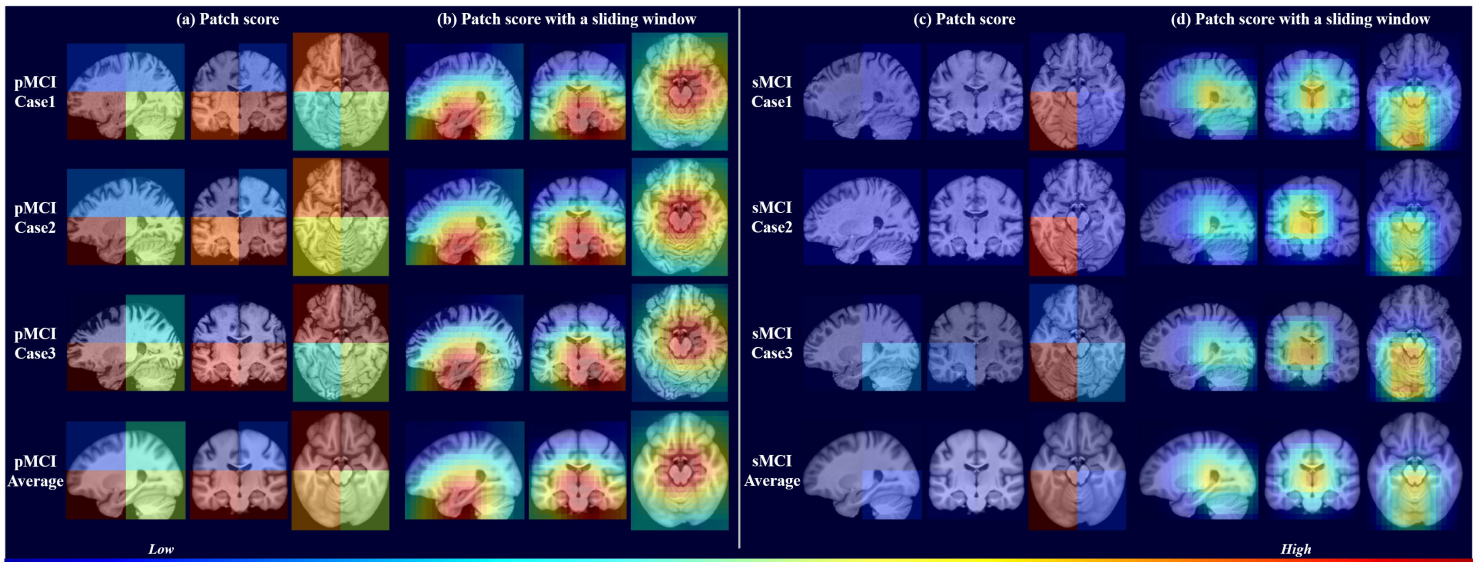 (a) Patch score
(b) Patch score with a sliding window
(c) Patch score
(d) Patch score with a sliding window
pMCI
Case1
sMCI
Case1
pMCI
Case2
sMCI
Case2
pMCI
Case3
sMCI
Case3
pMCI
Average
sMCI
Average
Low
High